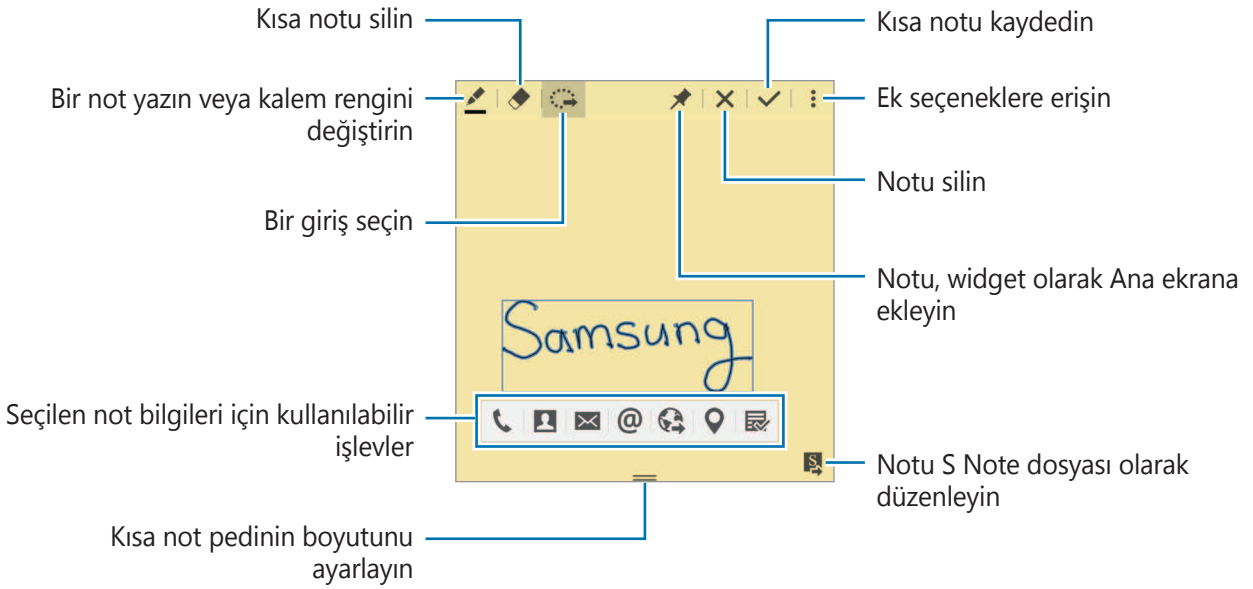 Kısa notu silin
Kısa notu kaydedin
Bir not yazın veya kalem rengini
değiştirin
Ek seçeneklere erişin
Notu silin
Bir giriş seçin
Notu, widget olarak Ana ekrana
ekleyin
Samsung
Seçilen not bilgileri için kullanılabilir
işlevler
Notu S Note dosyası olarak
düzenleyin
Kısa not pedinin boyutunu
ayarlayın